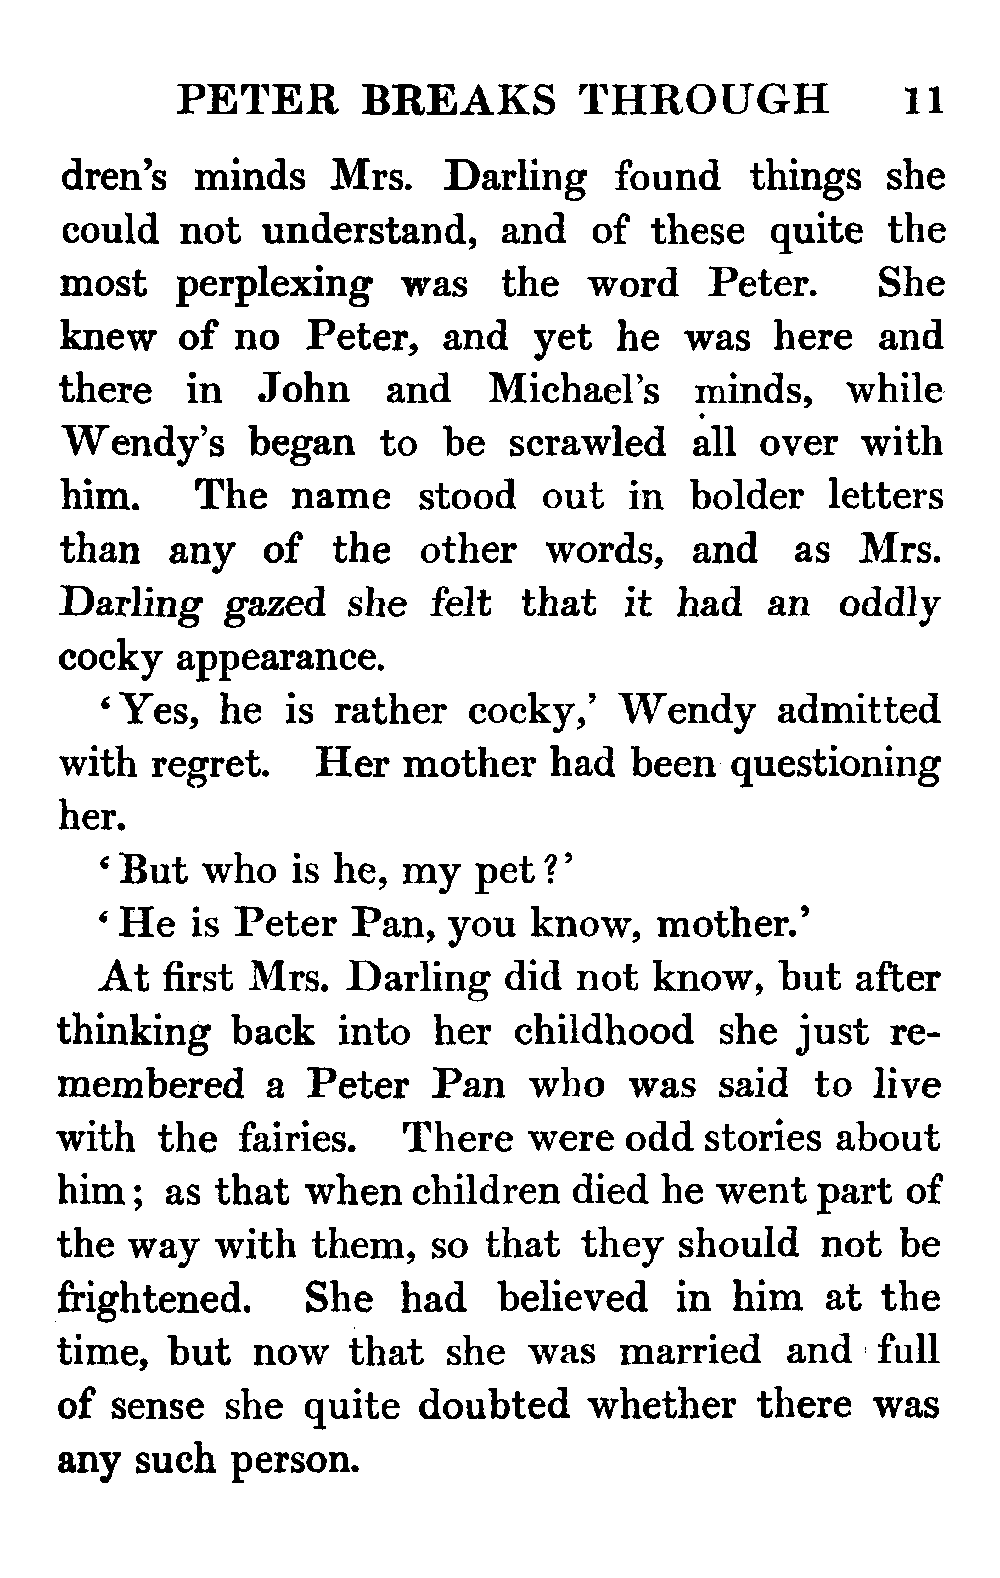 PETER BREAKS THROUGH 11
dren's minds Mrs. Darling found things she
could not understand, and of these quite the
most perplexing was the word Peter. She
knew of no Peter, and yet he was here and
there in John and Michael's minds, while
Wendy's began to be scrawled all over with
him. The name stood out in bolder letters
than any of the other words, and as Mrs.
Darling gazed she felt that it had an oddly
cocky appearance.
‘Yes, he is rather cocky,’ Wendy admitted
with regret. Her mother had been questioning
her.
‘But who is he, my pet?’
‘He is Peter Pan, you know, mother.’
At first Mrs. Darling did not know, but after
thinking back into her childhood she just re-
membered a Peter Pan who was said to live
with the fairies. There were odd stories about
him; as that when children died he went part of
the way with them, so that they should not be
frightened. She had believed in him at the
time, but now that she was married and full
of sense she quite doubted whether there was
any such person.